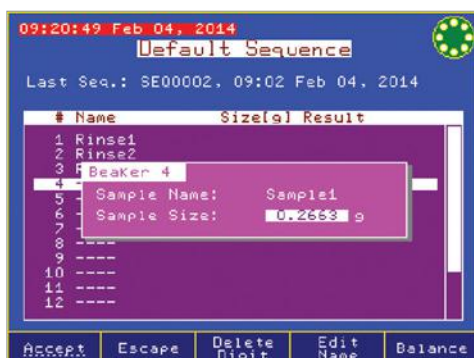 09:20:49 Feb 04, 2014
Default Sequence
Last Seq.: SE00002, 09:02 Feb 04, 2014
# Name Size[g] Result
1 Rinse1
2 Rinse2
3
Beaker 4
4
Sample Name: Sample1
5
Sample Size: 0.2663 g
6
7
8 ----
9 ----
10 ----
11 ----
12 ----
Accept Escape Delete Digit Edit Name Balance